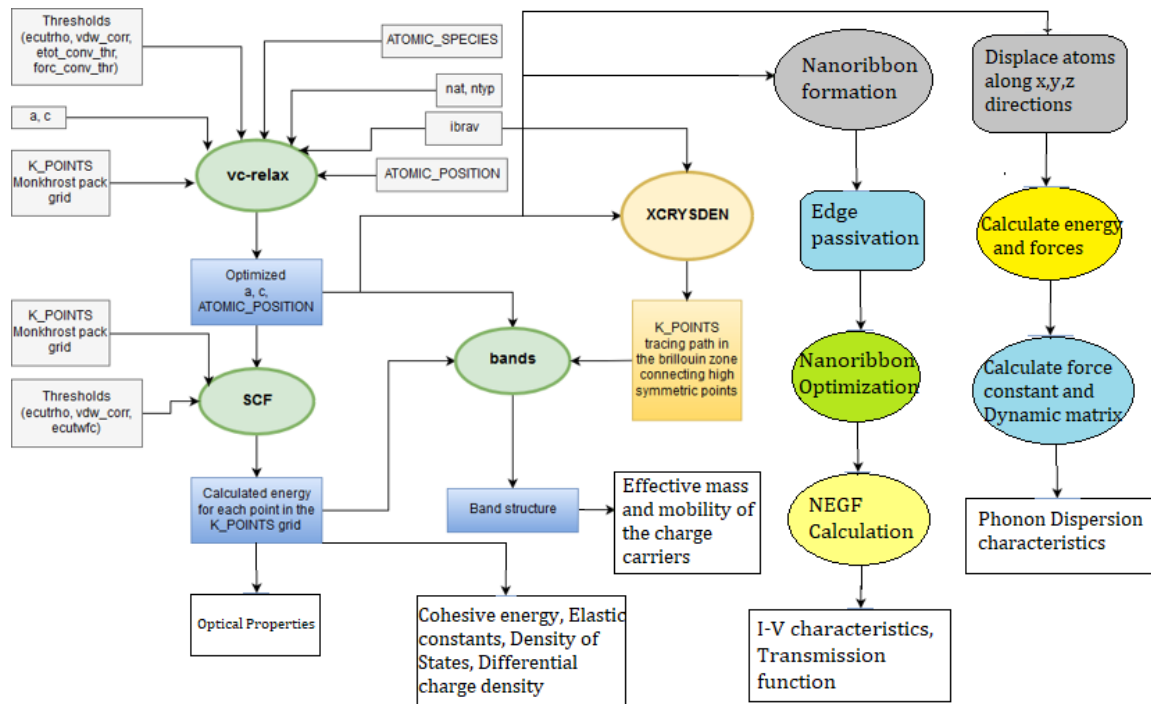 Thresholds
(ecutrho, vdw_corr,
etot_conv_thr,
forc_conv_thr)
ATOMIC_SPECIES
nat, ntyp
a, c
ibrav
K_POINTS
Monkhrost pack
grid
vc-relax
ATOMIC_POSITION
XCRYSDEN
Optimized
a, c,
ATOMIC_POSITION
K_POINTS
Monkhrost pack
grid
K_POINTS
tracing path in
the brillouin zone
connecting high
symmetric points
bands
Thresholds
(ecutrho, vdw_corr,
ecutwfc)
SCF
Calculated energy
for each point in the
K_POINTS grid
Band structure
Effective mass
and mobility of
the charge
carriers
Optical Properties
Cohesive energy, Elastic
constants, Density of
States, Differential
charge density
Nanoribbon
formation
Edge
passivation
Nanoribbon
Optimization
NEGF
Calculation
I-V characteristics,
Transmission
function
Displace atoms
along x,y,z
directions
Calculate energy
and forces
Calculate force
constant and
Dynamic matrix
Phonon Dispersion
characteristics